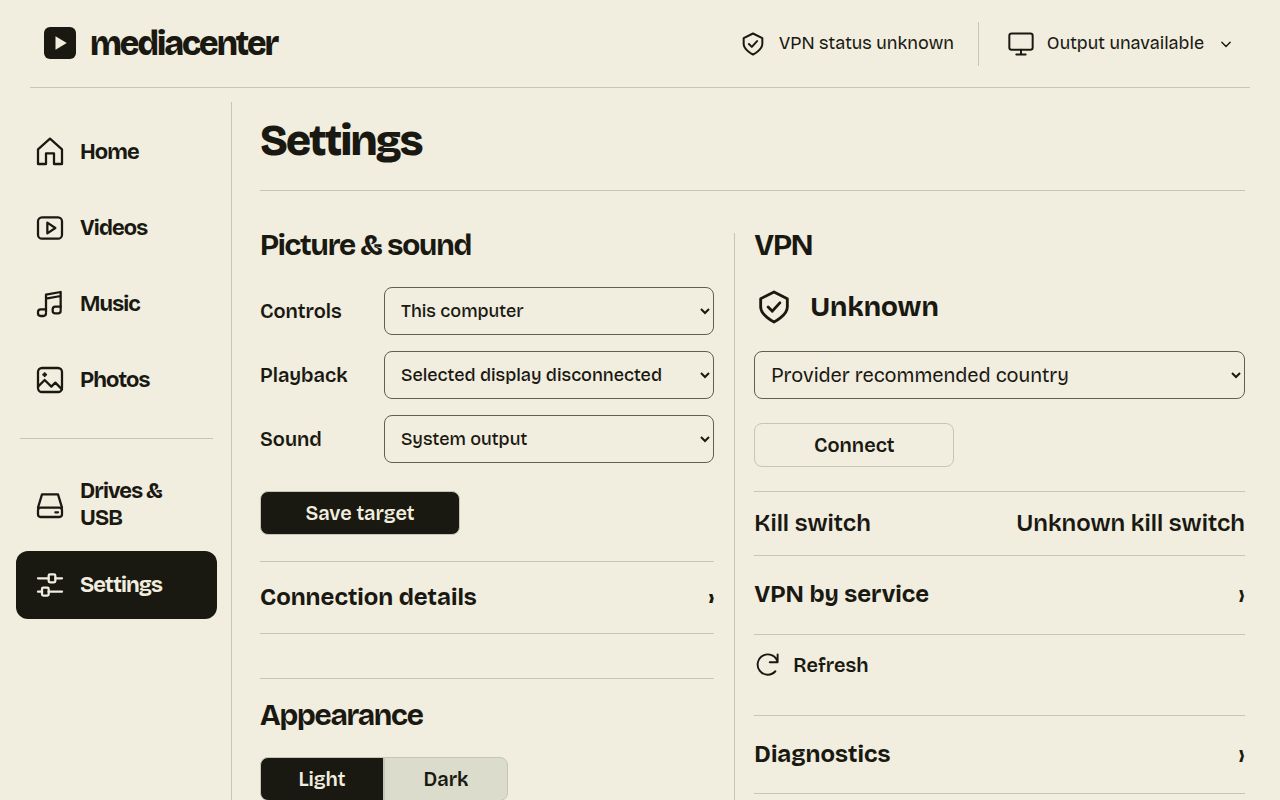 mediacenter
VPN status unknown
Output unavailable
Home
Videos
Music
Photos
Drives &
USB
Settings
Settings
Picture & sound
Controls
This computer
Playback
Selected display disconnected
Sound
System output
Save target
Connection details
Appearance
Light
Dark
VPN
Unknown
Provider recommended country
Connect
Kill switch
Unknown kill switch
VPN by service
Refresh
Diagnostics